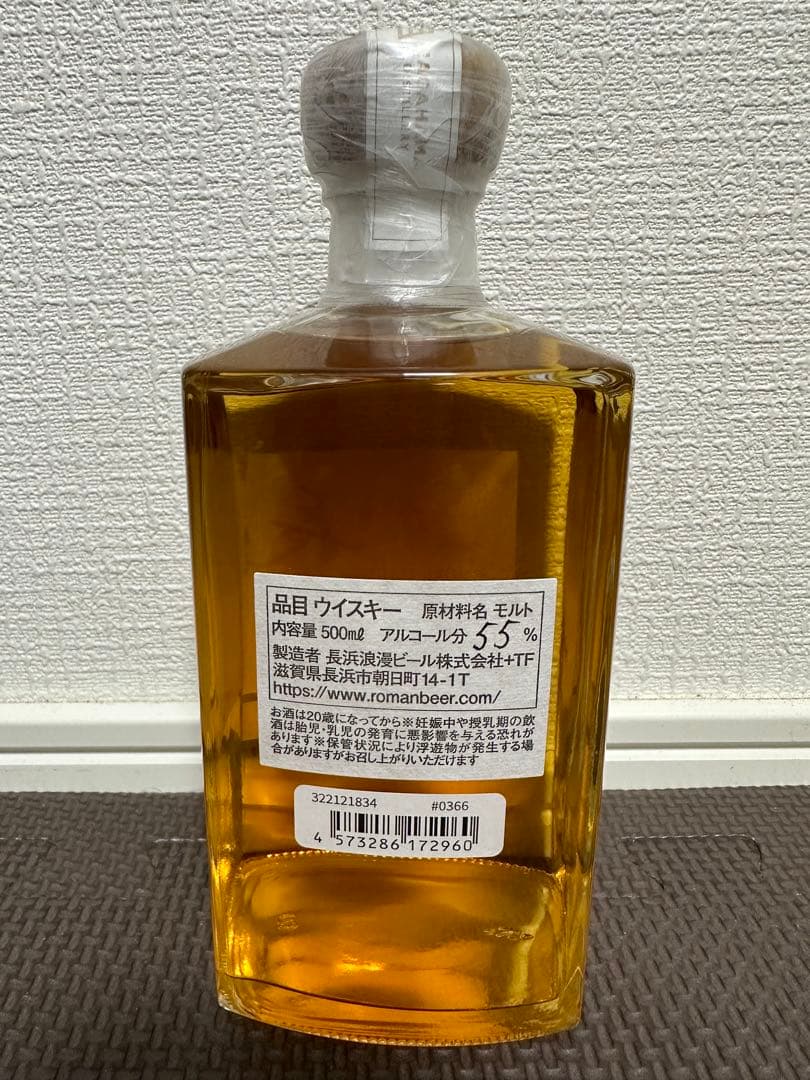 品目 ウイスキー 原材料名 モルト
内容量 500mℓ アルコール分 55 %
製造者 長浜浪漫ビール株式会社+TF
滋賀県長浜市朝日町14-1T
https://www.romanbeer.com/
お酒は20歳になってから※妊娠中や授乳期の飲
酒は胎児・乳児の発育に悪影響を与える恐れが
あります※保管状況により浮遊物が発生する場
合がありますがお召し上がりいただけます
322121834 #0366
4 573286 172960